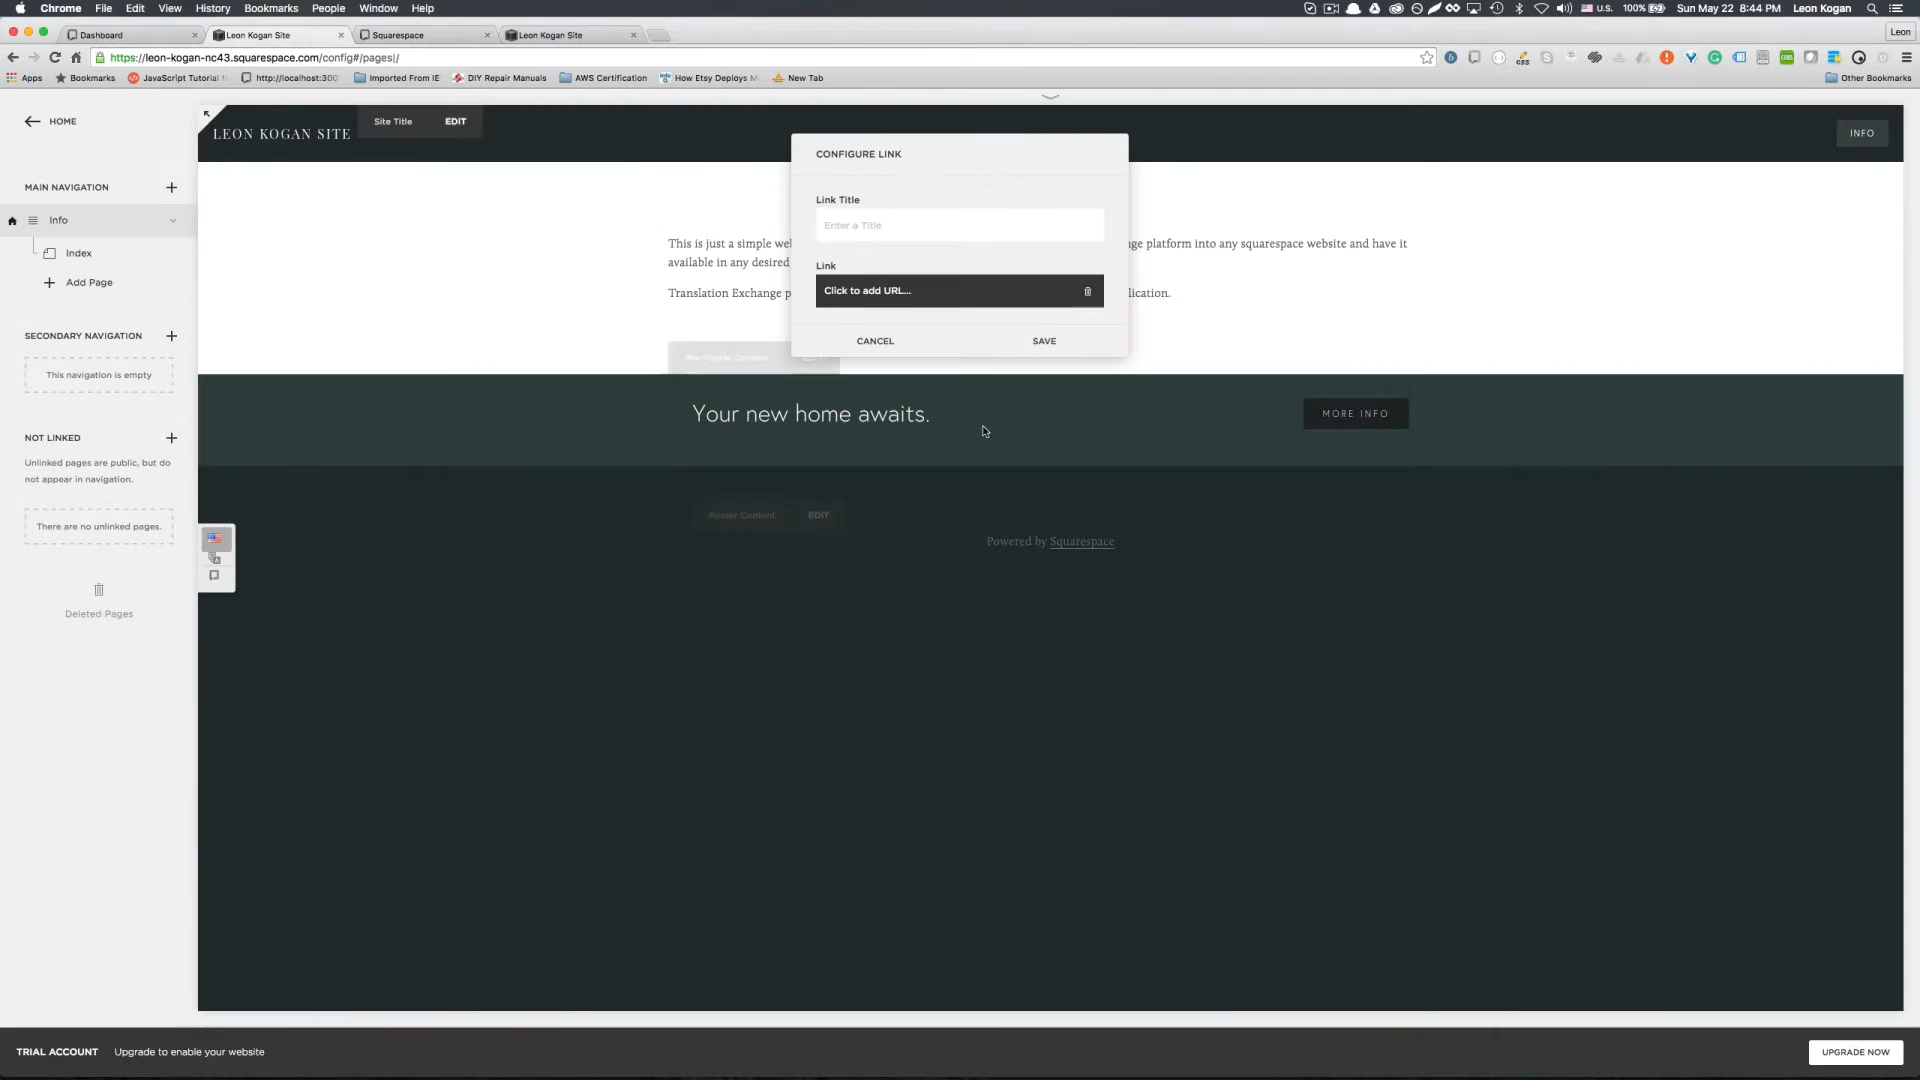 Chrome File Edit View History Bookmarks People Window Help
U.S. 100% Sun May 22 8:44 PM Leon Kogan
Dashboard Leon Kogan Site Squarespace Leon Kogan Site Leon
https://leon-kogan-nc43.squarespace.com/config#/pages|/
Apps Bookmarks JavaScript Tutorial http://localhost:300 Imported From IE DIY Repair Manuals AWS Certification How Etsy Deploys New Tab Other Bookmarks
HOME
Site Title EDIT
LEON KOGAN SITE
INFO
MAIN NAVIGATION
Info
Index
Add Page
SECONDARY NAVIGATION
This navigation is empty
NOT LINKED
Unlinked pages are public, but do
not appear in navigation.
There are no unlinked pages.
Deleted Pages
CONFIGURE LINK
Link Title
Enter a Title
Link
Click to add URL...
CANCEL SAVE
This is just a simple platform into any squarespace website and have it
available in any desired
Translation Exchange
Pre-Footer Content
Your new home awaits.
MORE INFO
Footer Content EDIT
Powered by Squarespace
TRIAL ACCOUNT Upgrade to enable your website
UPGRADE NOW